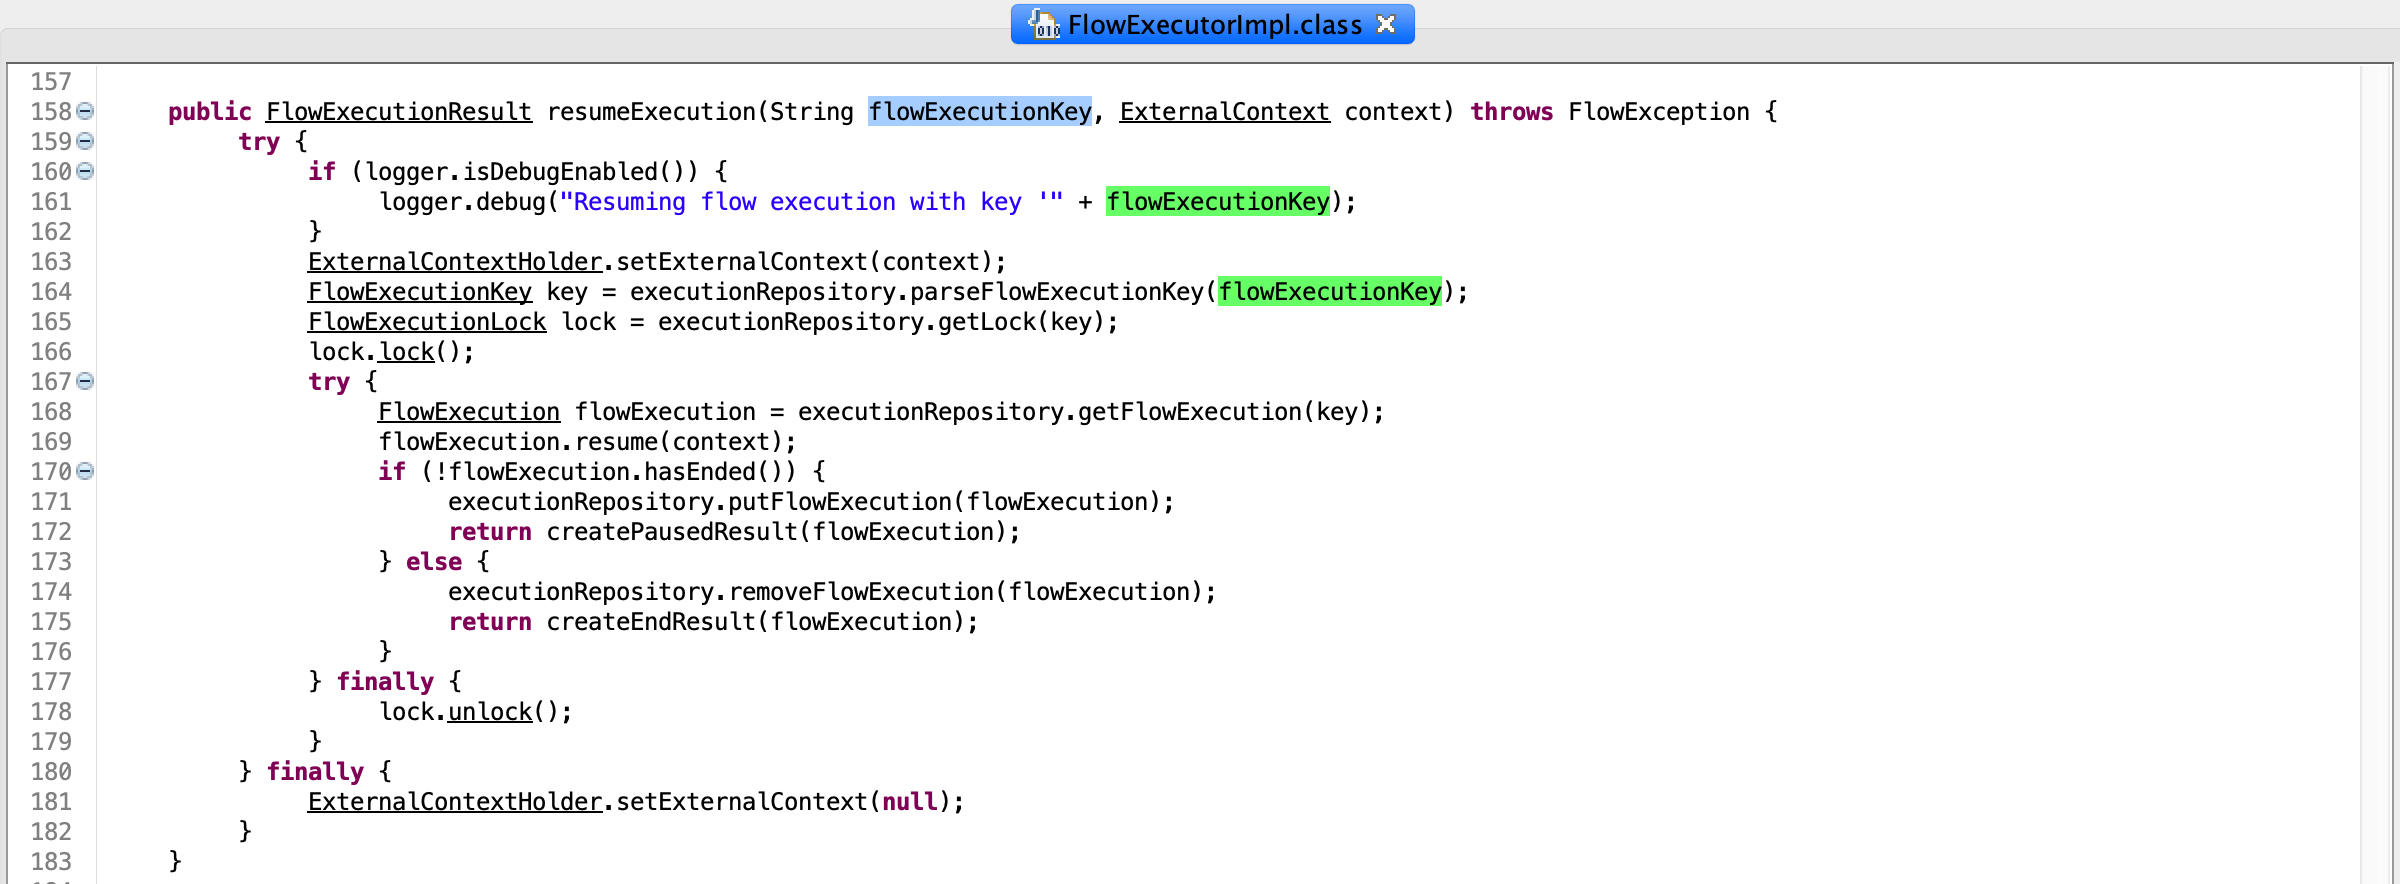 FlowExecutorImpl.class
157
158 public FlowExecutionResult resumeExecution(String flowExecutionKey, ExternalContext context) throws FlowException {
159 try {
160 if (logger.isDebugEnabled()) {
161 logger.debug("Resuming flow execution with key '" + flowExecutionKey);
162 }
163 ExternalContextHolder.setExternalContext(context);
164 FlowExecutionKey key = executionRepository.parseFlowExecutionKey(flowExecutionKey);
165 FlowExecutionLock lock = executionRepository.getLock(key);
166 lock.lock();
167 try {
168 FlowExecution flowExecution = executionRepository.getFlowExecution(key);
169 flowExecution.resume(context);
170 if (!flowExecution.hasEnded()) {
171 executionRepository.putFlowExecution(flowExecution);
172 return createPausedResult(flowExecution);
173 } else {
174 executionRepository.removeFlowExecution(flowExecution);
175 return createEndResult(flowExecution);
176 }
177 } finally {
178 lock.unlock();
179 }
180 } finally {
181 ExternalContextHolder.setExternalContext(null);
182 }
183 }